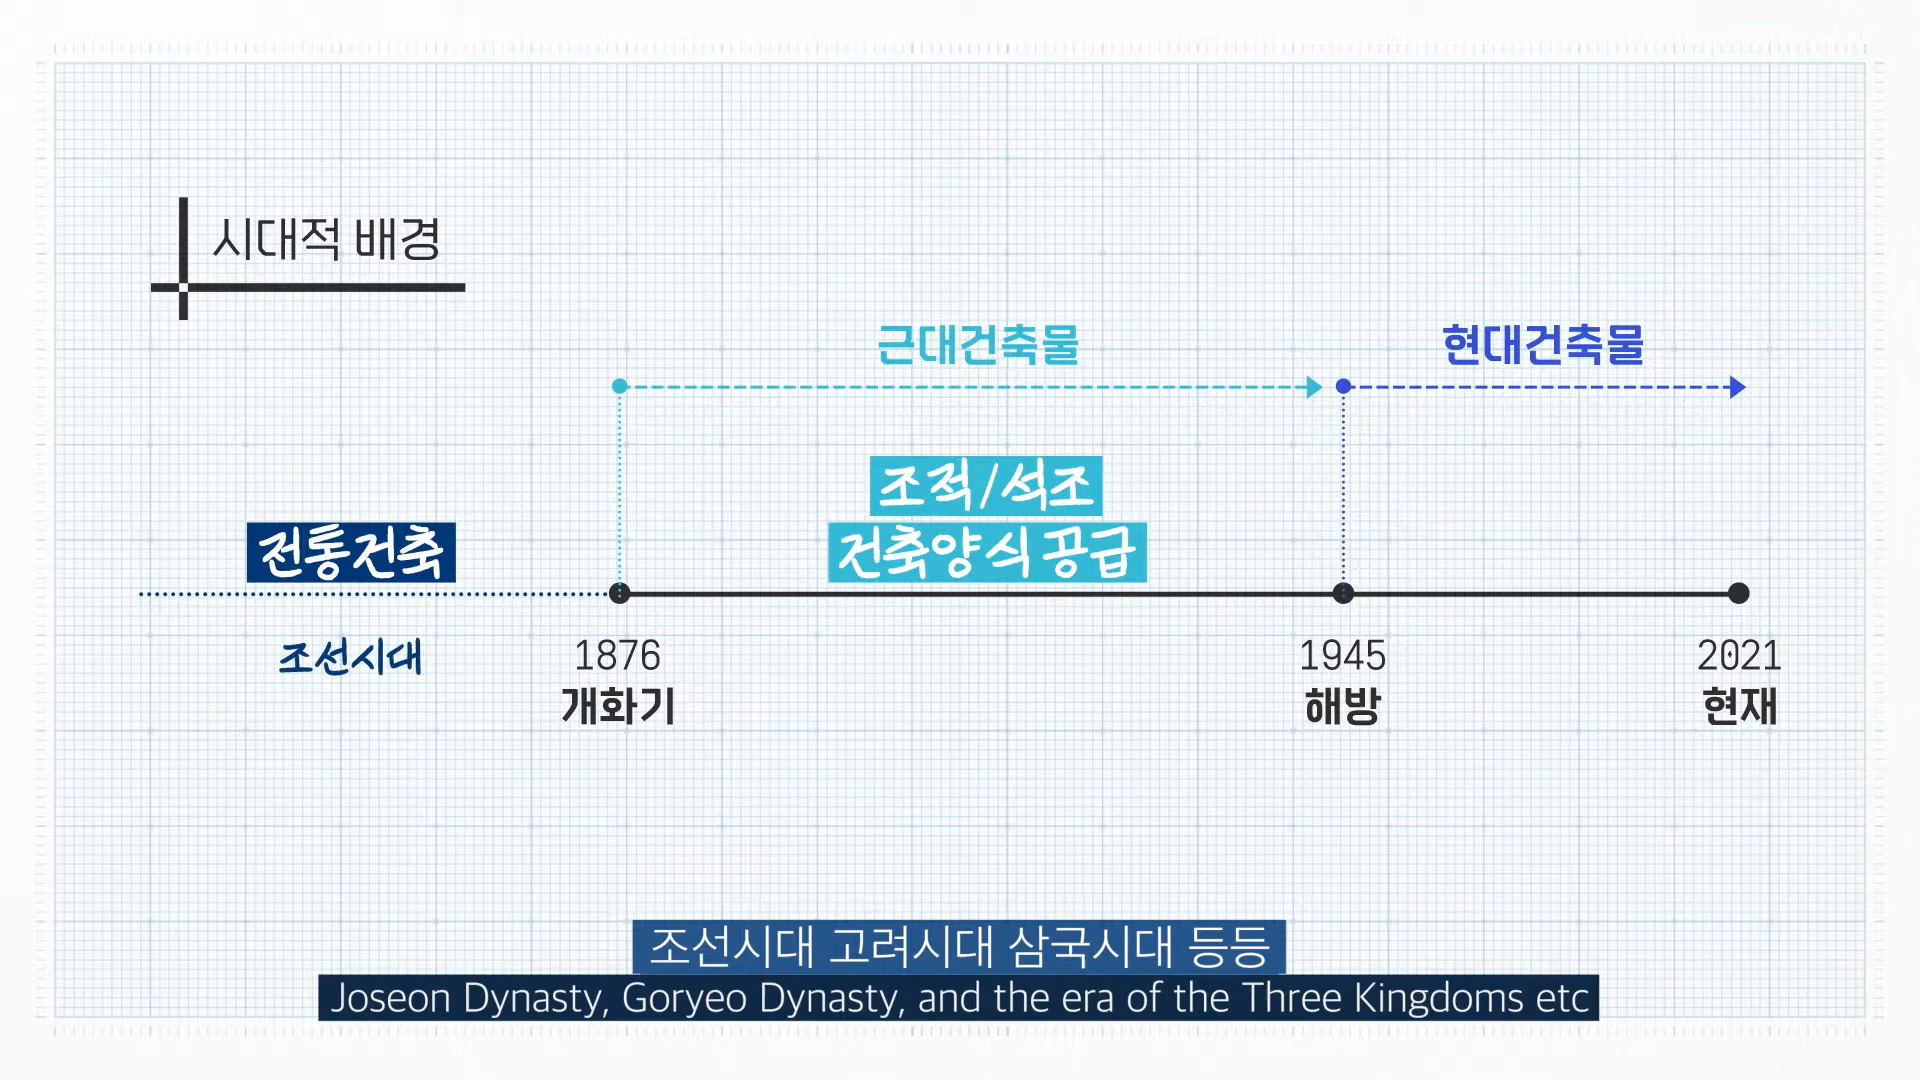 시대적 배경
근대건축물
현대건축물
조적/석조
건축양식 공급
전통건축
조선시대
1876
개화기
1945
해방
2021
현재
조선시대 고려시대 삼국시대 등등
Joseon Dynasty, Goryeo Dynasty, and the era of the Three Kingdoms etc